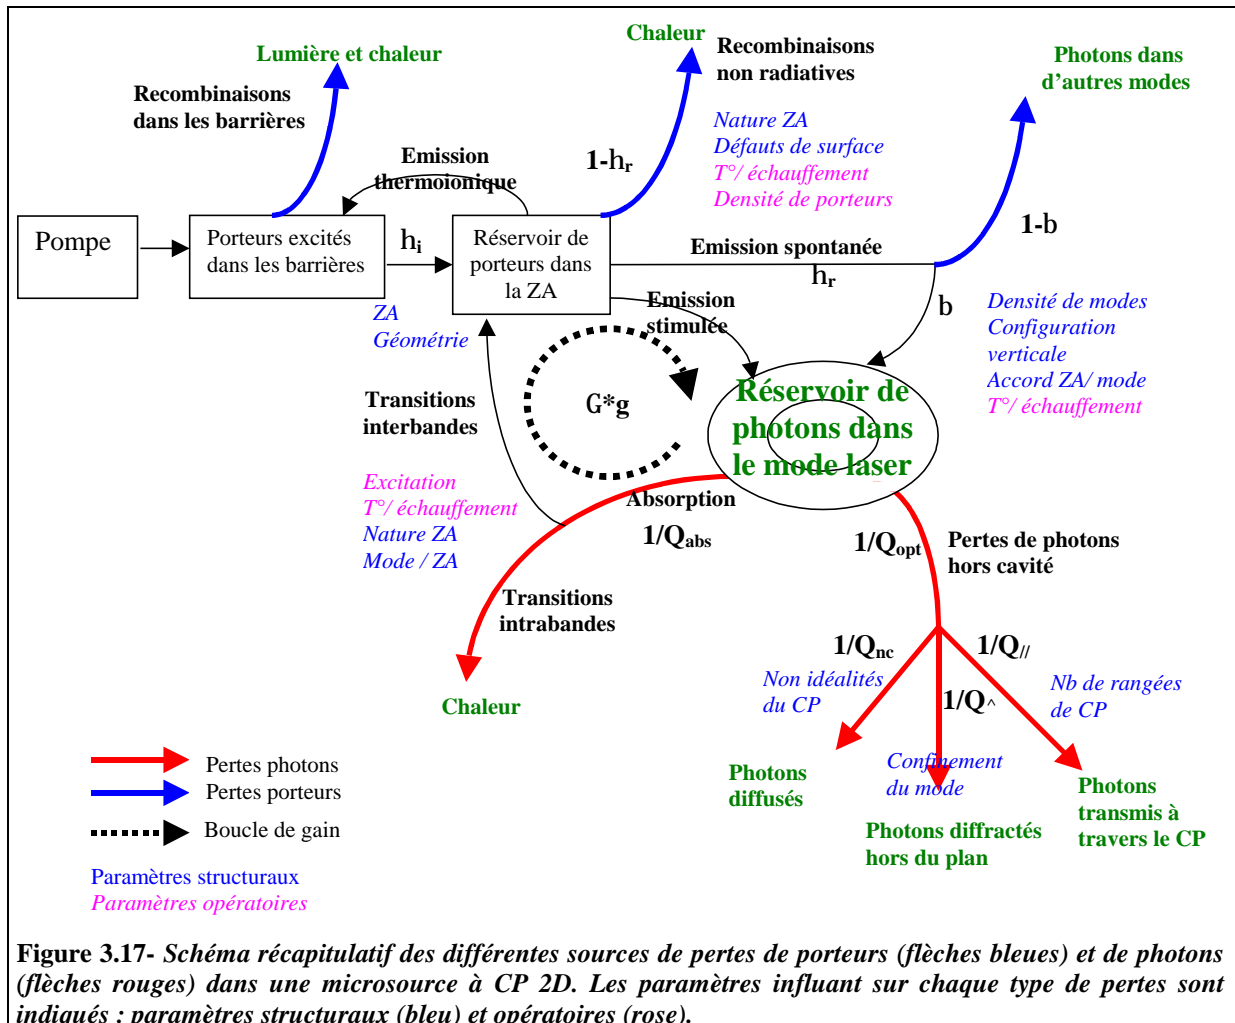 Lumière et chaleur
Chaleur
Recombinaisons
non radiatives
Photons dans
d'autres modes
Recombinaisons
dans les barrières
Nature ZA
Défauts de surface
T°/ échauffement
Densité de porteurs
Emission
thermoionique
1-hr
Pompe
Porteurs excités
dans les barrières
hi
Réservoir de
porteurs dans
la ZA
Emission spontanée
hr
1-b
b
ZA
Géométrie
Emission
stimulée
Densité de modes
Configuration
verticale
Accord ZA/ mode
T°/ échauffement
Transitions
interbandes
G*g
Réservoir de
photons dans
le mode laser
Excitation
T°/ échauffement
Nature ZA
Mode / ZA
Absorption
1/Qabs
1/Qopt
Pertes de photons
hors cavité
Transitions
intrabandes
Chaleur
1/Qnc
1/Q//
Non idéalités
du CP
1/Q^
Nb de rangées
de CP
Confinement
du mode
Photons
diffusés
Photons diffractés
hors du plan
Photons
transmis à
travers le CP
Pertes photons
Pertes porteurs
Boucle de gain
Paramètres structuraux
Paramètres opératoires
Figure 3.17- Schéma récapitulatif des différentes sources de pertes de porteurs (flèches bleues) et de photons
(flèches rouges) dans une microsource à CP 2D. Les paramètres influant sur chaque type de pertes sont
indiqués : paramètres structuraux (bleu) et opératoires (rose).